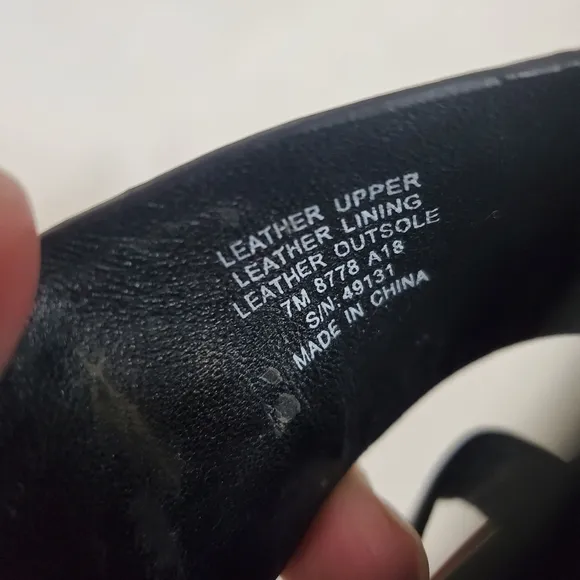 LEATHER UPPER
LEATHER LINING
LEATHER OUTSOLE
7M 8778 A18
S/N: 49131
MADE IN CHINA